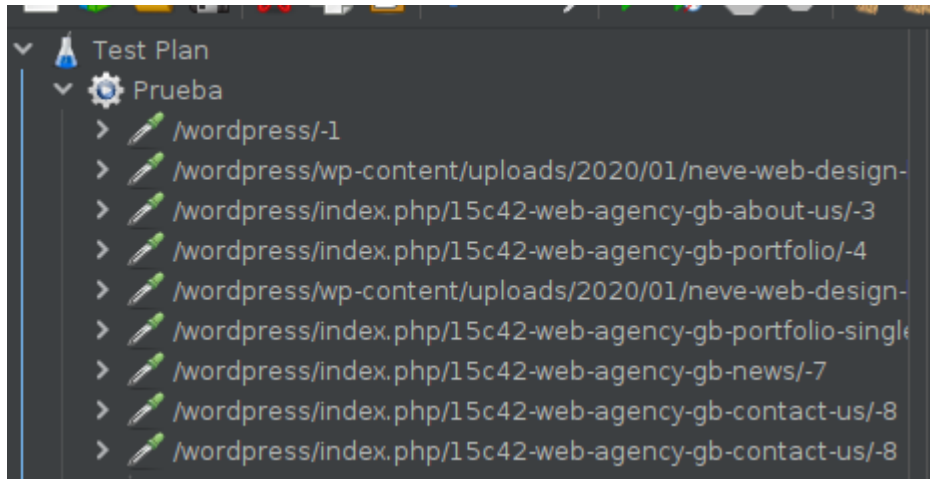 Test Plan
Prueba
/wordpress/-1
/wordpress/wp-content/uploads/2020/01/neve-web-design-
/wordpress/index.php/15c42-web-agency-gb-about-us/-3
/wordpress/index.php/15c42-web-agency-gb-portfolio/-4
/wordpress/wp-content/uploads/2020/01/neve-web-design-
/wordpress/index.php/15c42-web-agency-gb-portfolio-single
/wordpress/index.php/15c42-web-agency-gb-news/-7
/wordpress/index.php/15c42-web-agency-gb-contact-us/-8
/wordpress/index.php/15c42-web-agency-gb-contact-us/-8